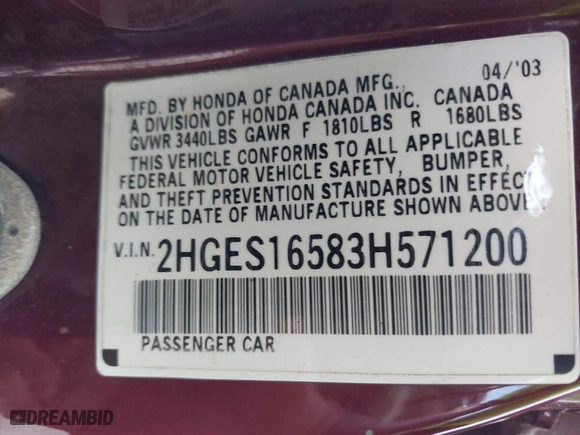 04/'03
MFD. BY HONDA OF CANADA MFG.,
A DIVISION OF HONDA CANADA INC. CANADA
GVWR 3440LBS GAWR F 1810LBS R 1680LBS
THIS VEHICLE CONFORMS TO ALL APPLICABLE
FEDERAL MOTOR VEHICLE SAFETY, BUMPER,
AND THEFT PREVENTION STANDARDS IN EFFECT
ON THE DATE OF MANUFACTURE SHOWN ABOVE.
V.I.N. 2HGES16583H571200
PASSENGER CAR
DREAMBID